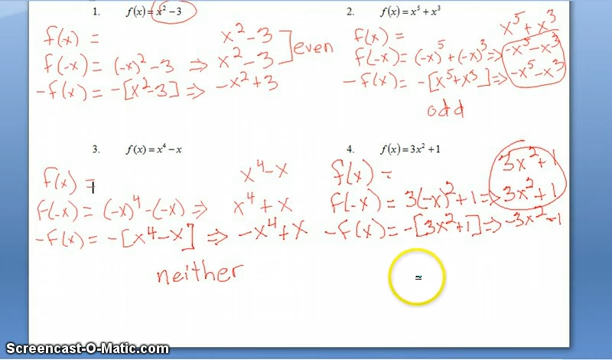 1. f(x) = x² – 3
f(x) = x²-3
f(-x) = (-x)²-3 ⇒ x²-3
-f(x) = -[x²-3] ⇒ -x²+3
even
2. f(x) = x⁵ + x³
f(x) = x⁵+x³
f(-x) = (-x)⁵+(-x)³ ⇒ -x⁵-x³
-f(x) = -[x⁵+x³] ⇒ -x⁵-x³
odd
3. f(x) = x⁴ – x
f(x) = x⁴-x
f(-x) = (-x)⁴-(-x) ⇒ x⁴+x
-f(x) = -[x⁴-x] ⇒ -x⁴+x
neither
4. f(x) = 3x² + 1
f(x) = 3x²+1
f(-x) = 3(-x)²+1 ⇒ 3x²+1
-f(x) = -[3x²+1] ⇒ -3x²-1
Screencast-O-Matic.com